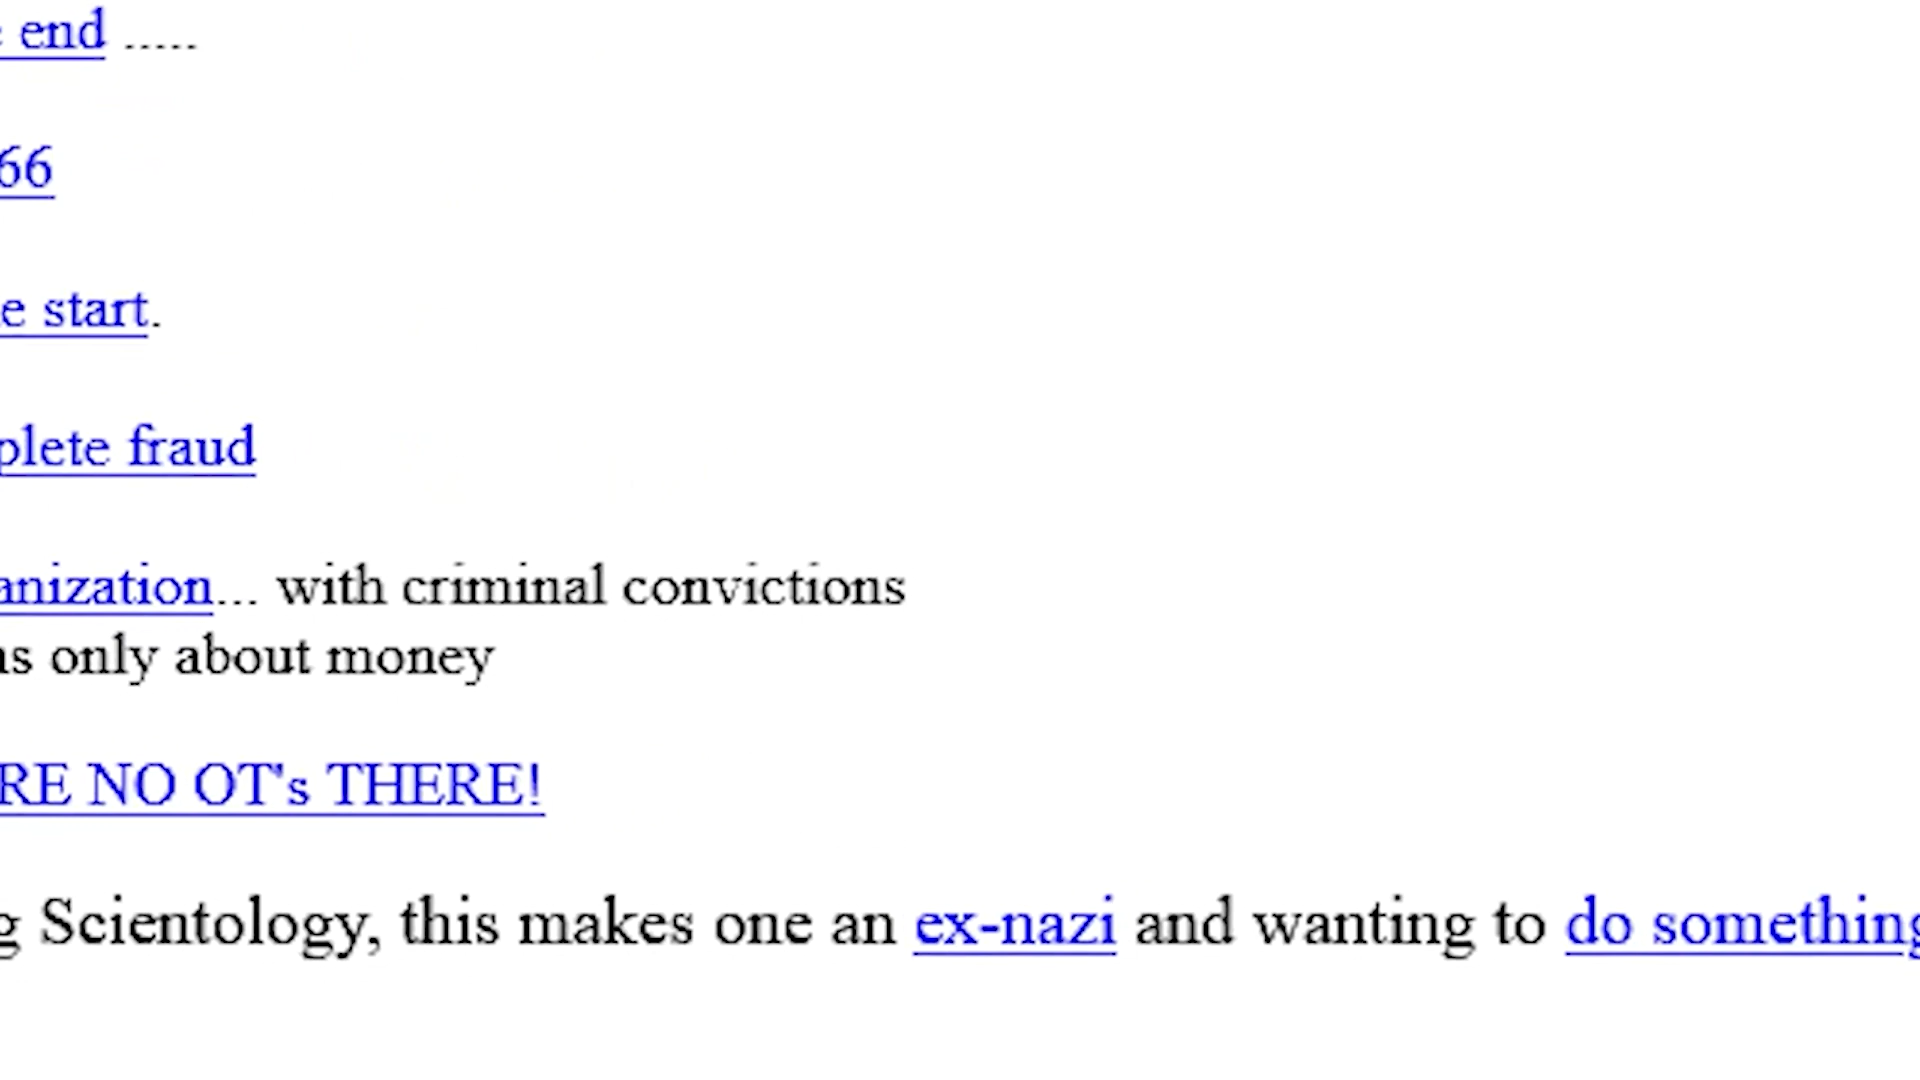 end .....
66
e start.
plete fraud
anization... with criminal convictions
ns only about money
RE NO OT's THERE!
g Scientology, this makes one an ex-nazi and wanting to do something